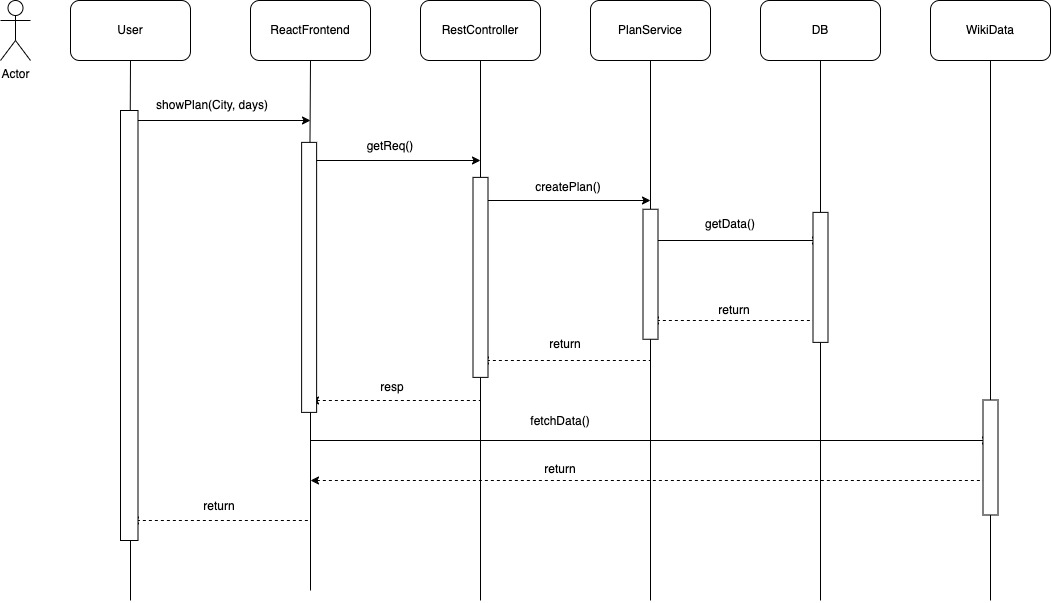 User
ReactFrontend
RestController
PlanService
DB
WikiData
Actor
showPlan(City, days)
getReq()
createPlan()
getData()
return
return
resp
fetchData()
return
return